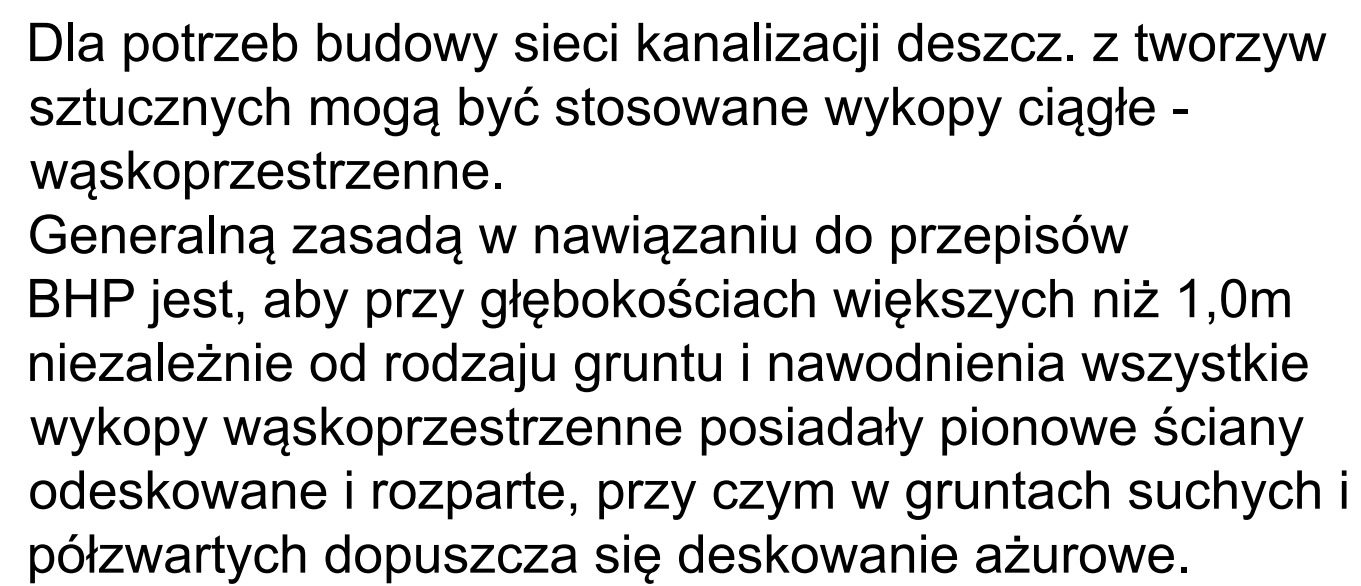 Dla potrzeb budowy sieci kanalizacji deszcz. z tworzyw
sztucznych mogą być stosowane wykopy ciągłe -
wąskoprzestrzenne.
Generalną zasadą w nawiązaniu do przepisów
BHP jest, aby przy głębokościach większych niż 1,0m
niezależnie od rodzaju gruntu i nawodnienia wszystkie
wykopy wąskoprzestrzenne posiadały pionowe ściany
odeskowane i rozparte, przy czym w gruntach suchych i
półzwartych dopuszcza się deskowanie ażurowe.